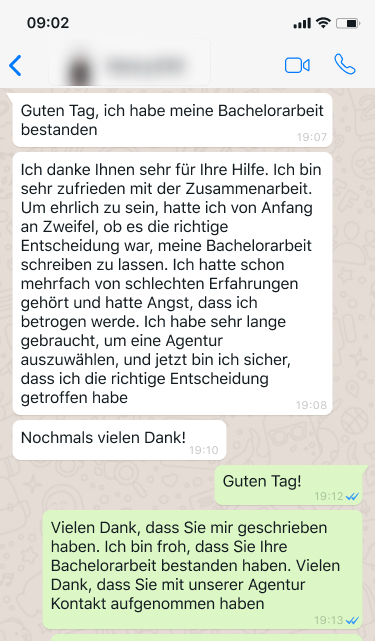 09:02
Guten Tag, ich habe meine Bachelorarbeit
bestanden
19:07
Ich danke Ihnen sehr für Ihre Hilfe. Ich bin
sehr zufrieden mit der Zusammenarbeit.
Um ehrlich zu sein, hatte ich von Anfang
an Zweifel, ob es die richtige
Entscheidung war, meine Bachelorarbeit
schreiben zu lassen. Ich hatte schon
mehrfach von schlechten Erfahrungen
gehört und hatte Angst, dass ich
betrogen werde. Ich habe sehr lange
gebraucht, um eine Agentur
auszuwählen, und jetzt bin ich sicher,
dass ich die richtige Entscheidung
getroffen habe
19:08
Nochmals vielen Dank!
19:10
Guten Tag!
19:12
Vielen Dank, dass Sie mir geschrieben
haben. Ich bin froh, dass Sie Ihre
Bachelorarbeit bestanden haben. Vielen
Dank, dass Sie mit unserer Agentur
Kontakt aufgenommen haben
19:13